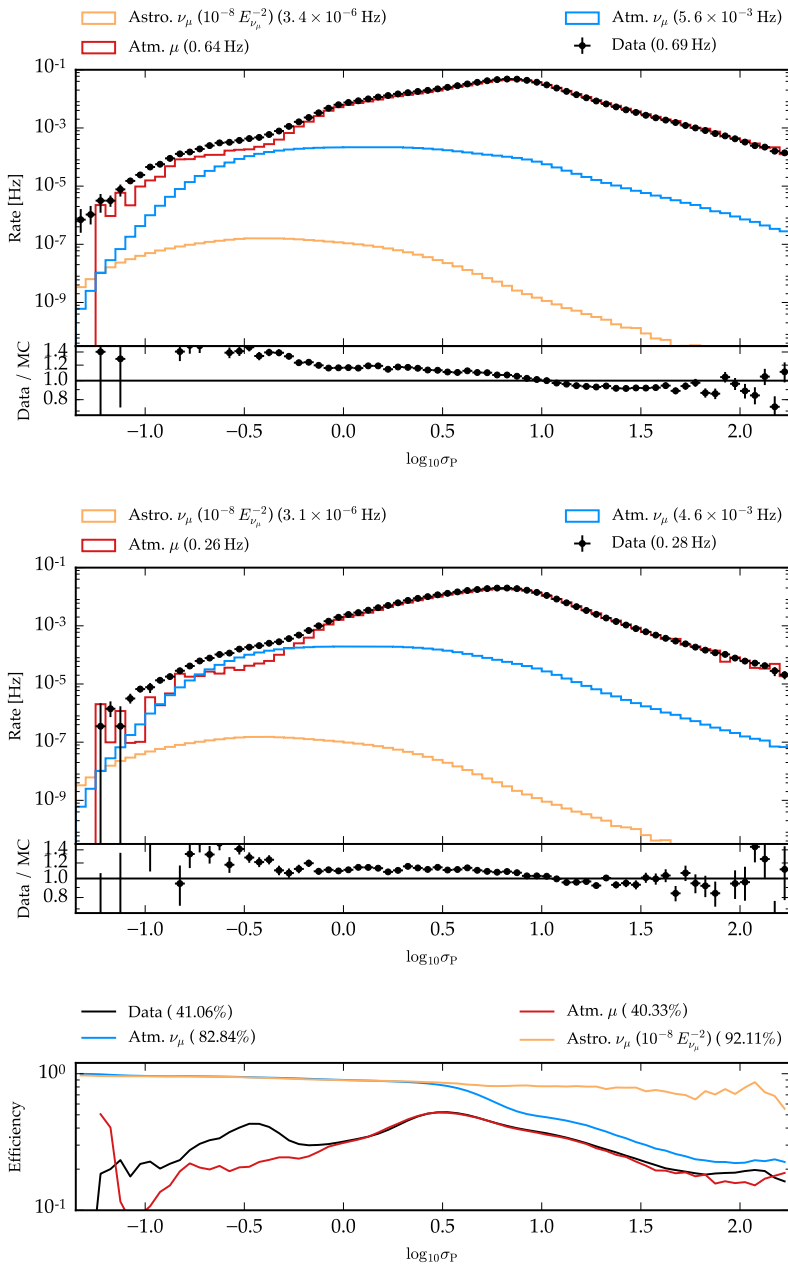 Astro. ν_μ (10^-8 E_νμ^-2) (3.4 × 10^-6 Hz) Atm. ν_μ (5.6 × 10^-3 Hz)
Atm. μ (0.64 Hz) Data (0.69 Hz)
10^-1
10^-3
10^-5
10^-7
10^-9
Rate [Hz]
1.4
1.2
1.0
0.8
Data / MC
−1.0 −0.5 0.0 0.5 1.0 1.5 2.0
log10σP
Astro. ν_μ (10^-8 E_νμ^-2) (3.1 × 10^-6 Hz) Atm. ν_μ (4.6 × 10^-3 Hz)
Atm. μ (0.26 Hz) Data (0.28 Hz)
10^-1
10^-3
10^-5
10^-7
10^-9
Rate [Hz]
1.4
1.2
1.0
0.8
Data / MC
−1.0 −0.5 0.0 0.5 1.0 1.5 2.0
log10σP
Data ( 41.06%) Atm. μ ( 40.33%)
Atm. ν_μ ( 82.84%) Astro. ν_μ (10^-8 E_νμ^-2) ( 92.11%)
10^0
10^-1
Efficiency
−1.0 −0.5 0.0 0.5 1.0 1.5 2.0
log10σP